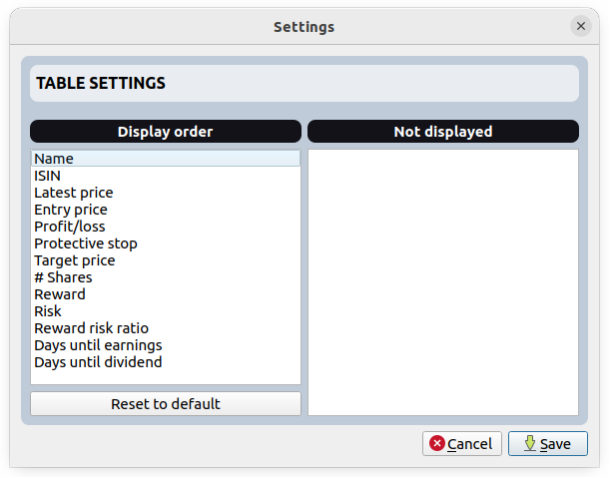 Settings
TABLE SETTINGS
Display order
Not displayed
Name
ISIN
Latest price
Entry price
Profit/loss
Protective stop
Target price
# Shares
Reward
Risk
Reward risk ratio
Days until earnings
Days until dividend
Reset to default
Cancel
Save